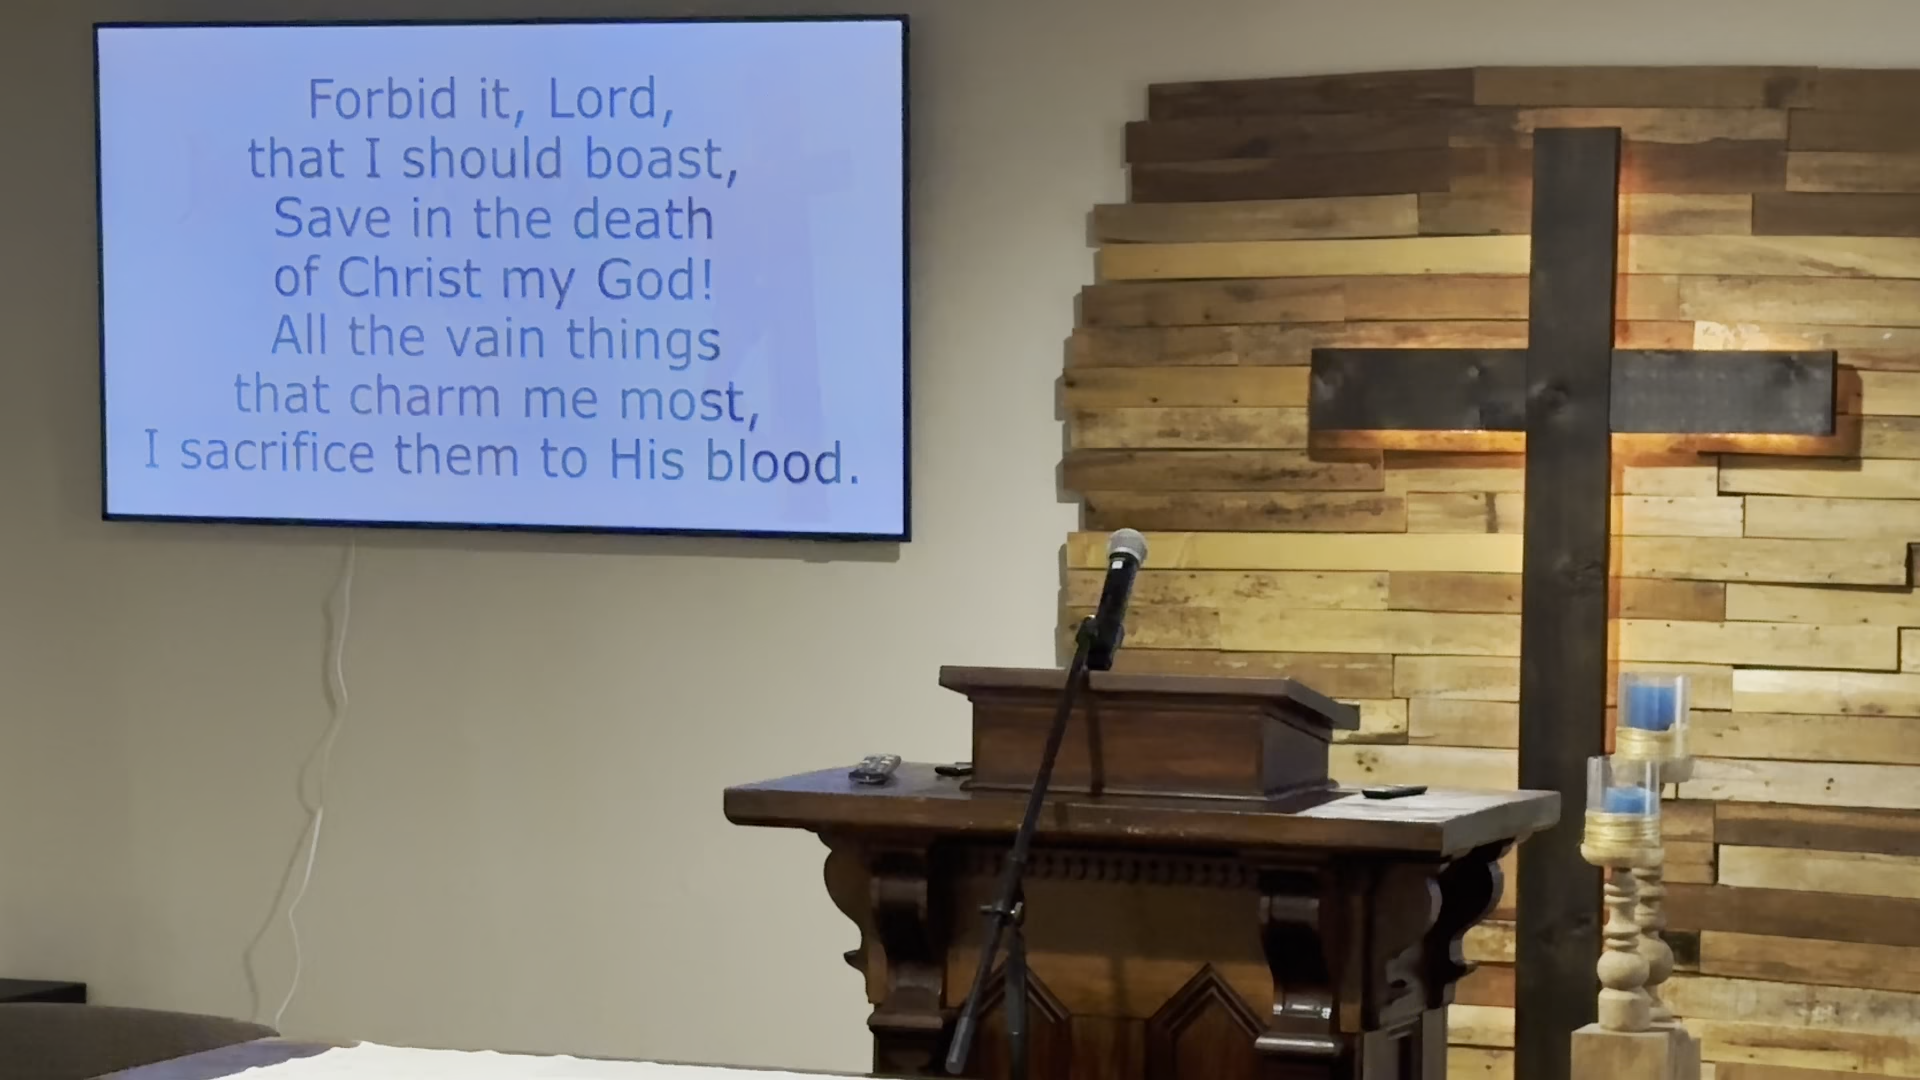 Forbid it, Lord,
that I should boast,
Save in the death
of Christ my God!
All the vain things
that charm me most,
I sacrifice them to His blood.